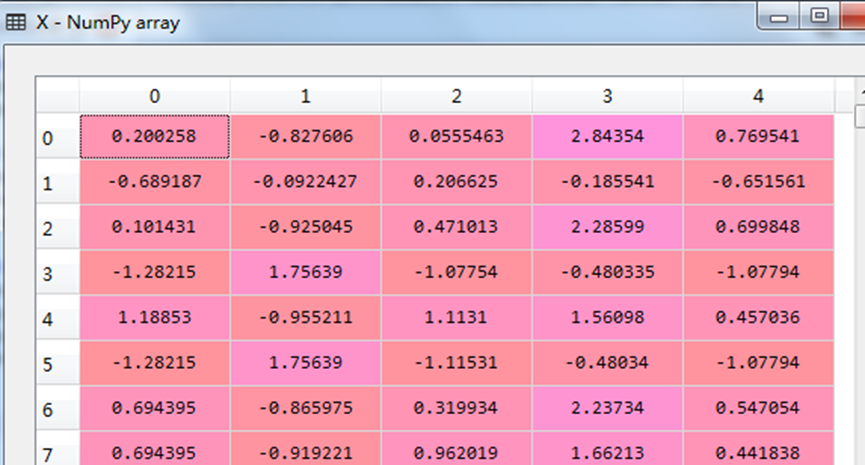 X - NumPy array
0 1 2 3 4
0 0.200258 -0.827606 0.0555463 2.84354 0.769541
1 -0.689187 -0.0922427 0.206625 -0.185541 -0.651561
2 0.101431 -0.925045 0.471013 2.28599 0.699848
3 -1.28215 1.75639 -1.07754 -0.480335 -1.07794
4 1.18853 -0.955211 1.1131 1.56098 0.457036
5 -1.28215 1.75639 -1.11531 -0.48034 -1.07794
6 0.694395 -0.865975 0.319934 2.23734 0.547054
7 0.694395 -0.919221 0.962019 1.66213 0.441838